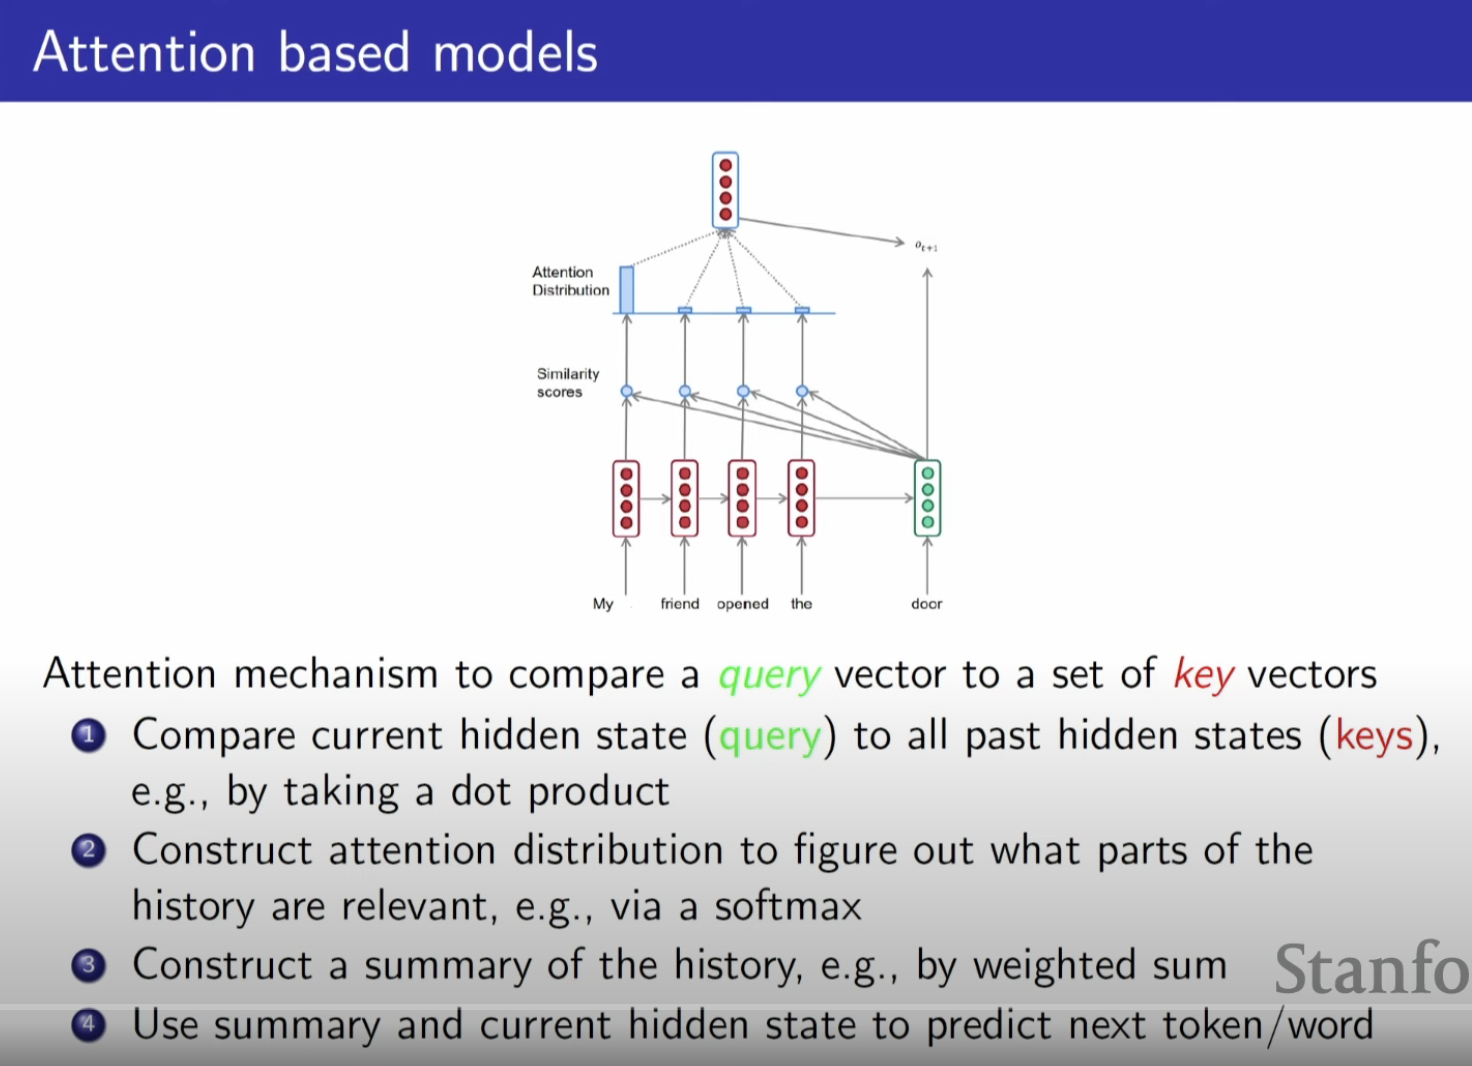 Attention based models
o_{t+1}
Attention
Distribution
Similarity
scores
My friend opened the door
Attention mechanism to compare a query vector to a set of key vectors
1 Compare current hidden state (query) to all past hidden states (keys),
e.g., by taking a dot product
2 Construct attention distribution to figure out what parts of the
history are relevant, e.g., via a softmax
3 Construct a summary of the history, e.g., by weighted sum
Stanfo
4 Use summary and current hidden state to predict next token/word